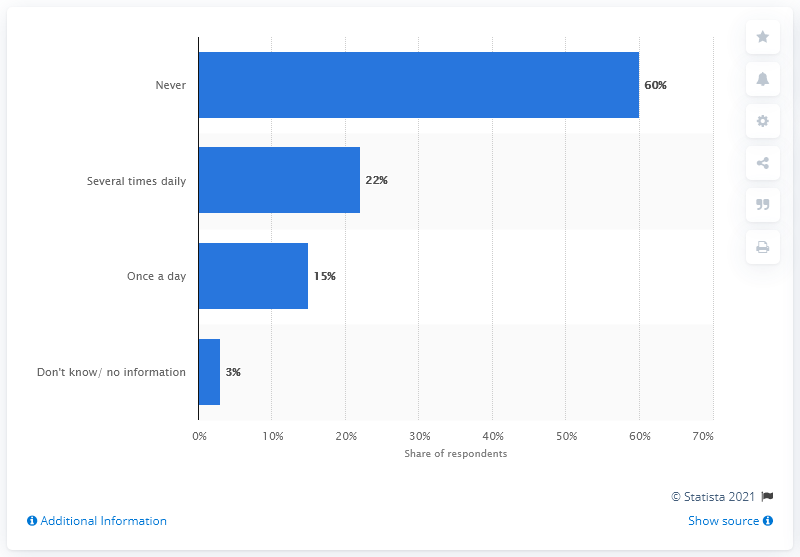 Never
60%
Several times daily
22%
Once a day
15%
Don't know/ no information
3%
0% 10% 20% 30% 40% 50% 60% 70%
Share of respondents
© Statista 2021
Additional Information
Show source